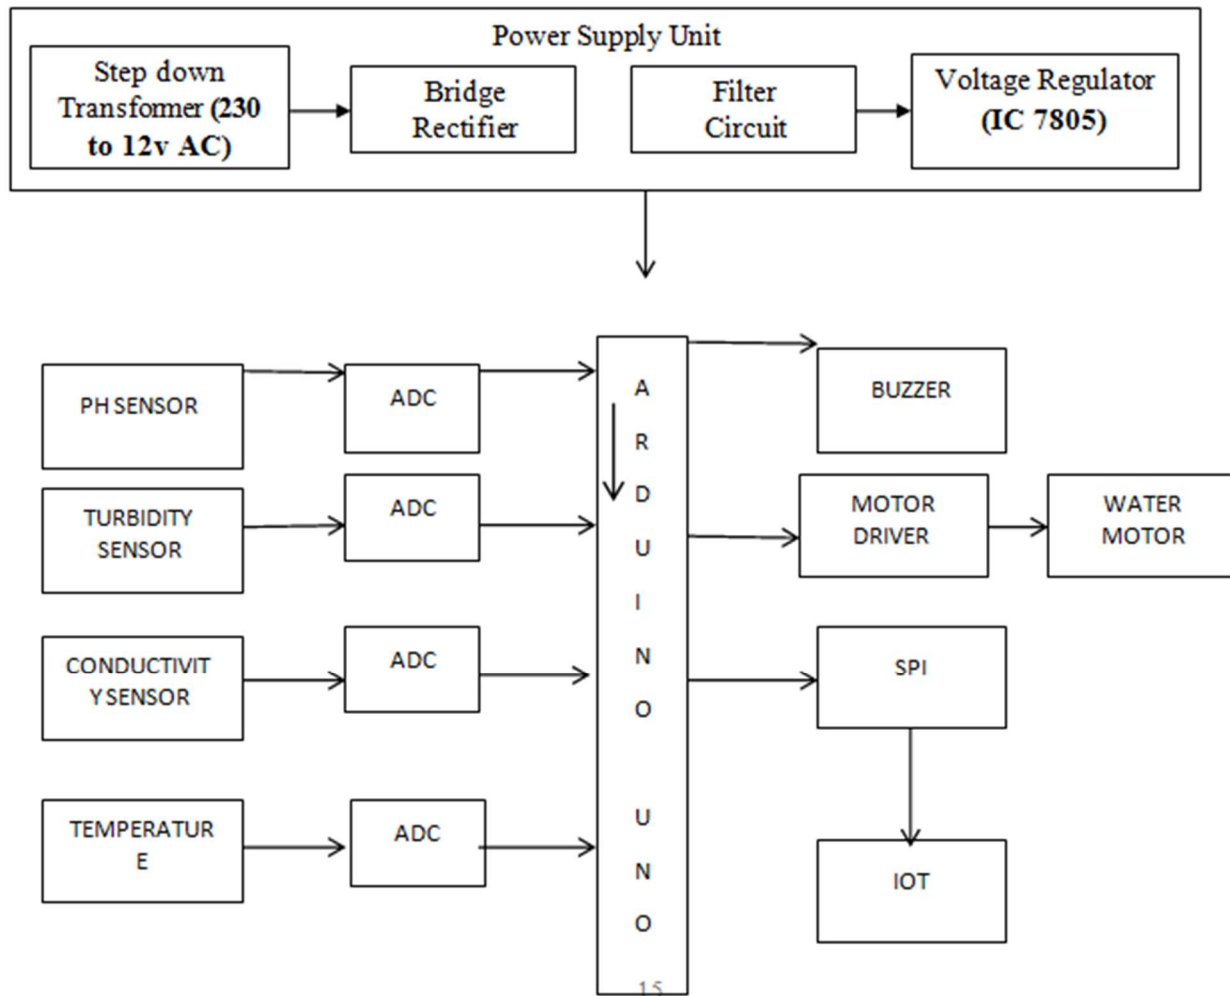 Power Supply Unit
Step down
Transformer (230
to 12v AC)
Bridge
Rectifier
Filter
Circuit
Voltage Regulator
(IC 7805)
PH SENSOR
ADC
TURBIDITY
SENSOR
ADC
CONDUCTIVIT
Y SENSOR
ADC
TEMPERATUR
E
ADC
A
R
D
U
I
N
O
U
N
O
15
BUZZER
MOTOR
DRIVER
WATER
MOTOR
SPI
IOT